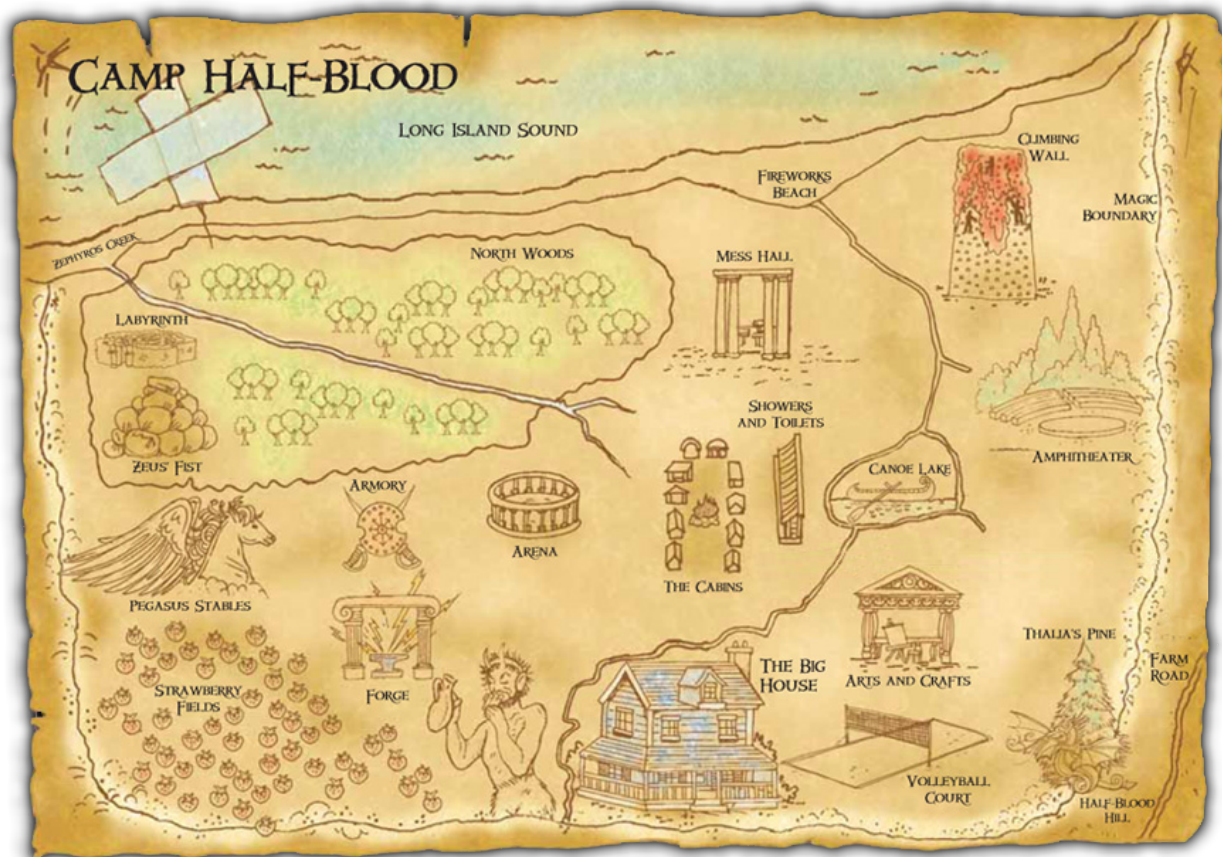 CAMP HALF-BLOOD
LONG ISLAND SOUND
CLIMBING
WALL
FIREWORKS
BEACH
MAGIC
BOUNDARY
ZEPHYROS CREEK
NORTH WOODS
MESS HALL
LABYRINTH
SHOWERS
AND TOILETS
ZEUS' FIST
ARMORY
CANOE LAKE
AMPHITHEATER
ARENA
THE CABINS
PEGASUS STABLES
THALIA'S PINE
STRAWBERRY
FIELDS
FORGE
THE BIG
HOUSE
ARTS AND CRAFTS
FARM
ROAD
VOLLEYBALL
COURT
HALF-BLOOD
HILL